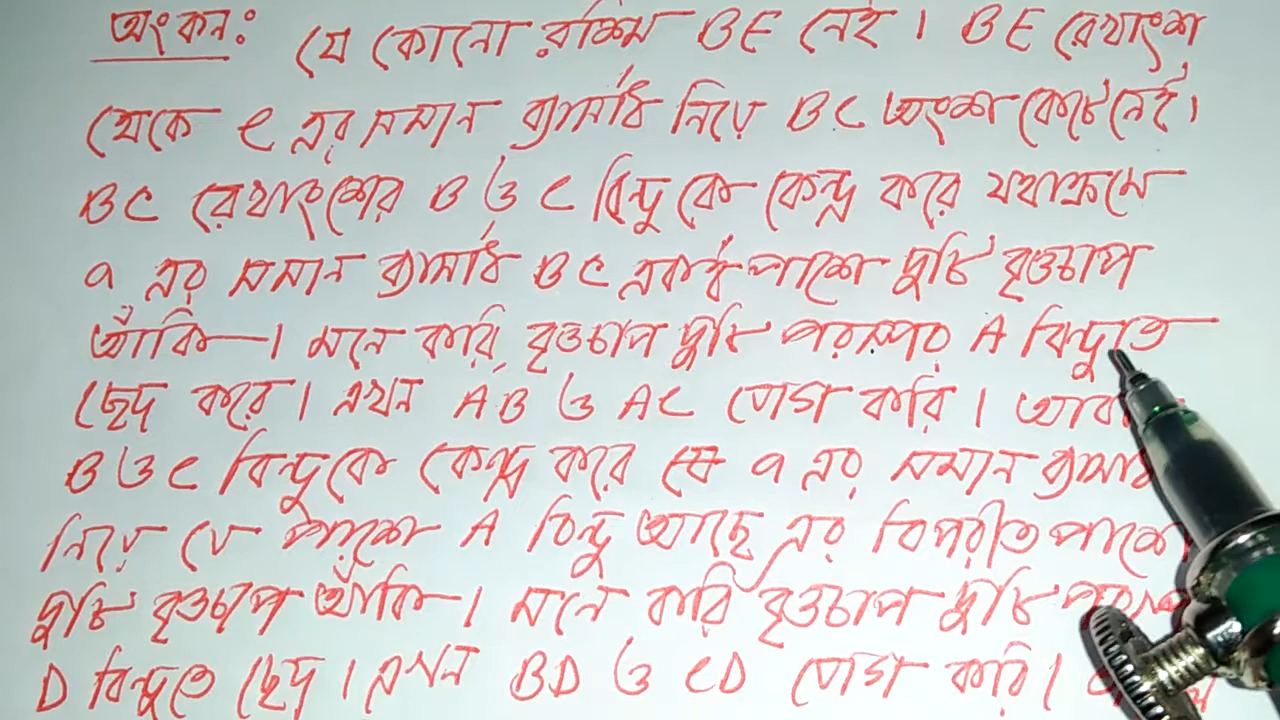 অংকন: যে কোনো রশ্মি BE নেই । BE রেখাংশ
থেকে c এর সমান ব্যাসার্ধ নিয়ে BC অংশ কেটে নেই ।
BC রেখাংশের B ও C বিন্দুকে কেন্দ্র করে যথাক্রমে
a এর সমান ব্যাসার্ধ BC একই পাশে দুটি বৃত্তচাপ
আঁকি । মনে করি, বৃত্তচাপ দুটি পরস্পর A বিন্দুতে
ছেদ করে । এখন AB ও AC যোগ করি ।
B ও C বিন্দুকে কেন্দ্র করে a এর সমান ব্যাসার্ধ
নিয়ে যে পাশে A বিন্দু আছে এর বিপরীত পাশে
দুটি বৃত্তচাপ আঁকি । মনে করি বৃত্তচাপ দুটি
D বিন্দুতে ছেদ । এখন BD ও CD যোগ করি ।